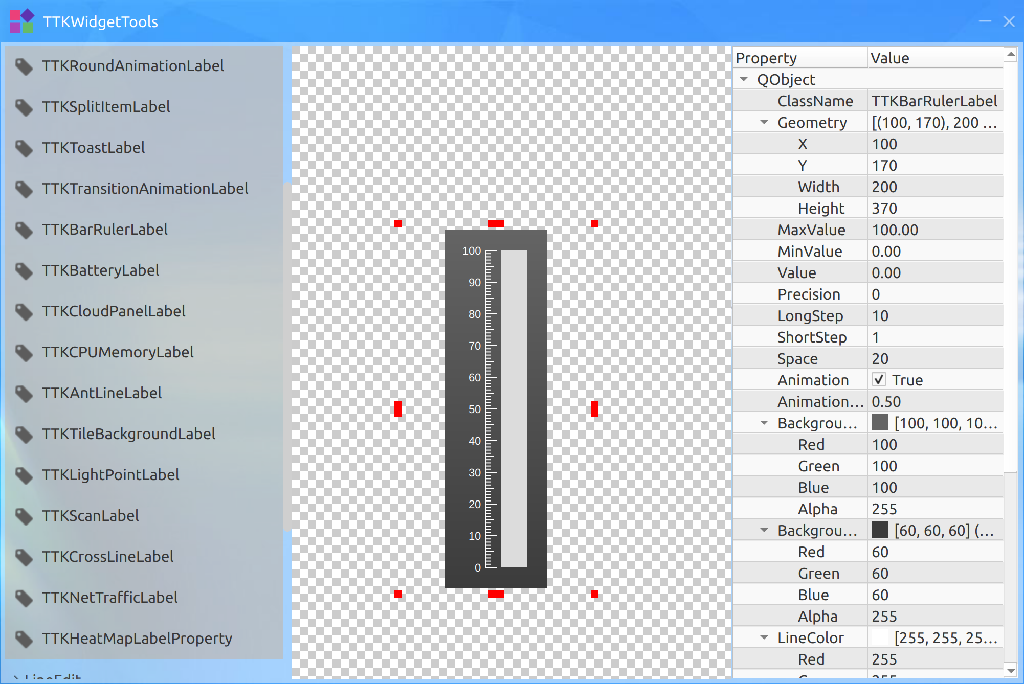 TTKWidgetTools
TTKRoundAnimationLabel
TTKSplitItemLabel
TTKToastLabel
TTKTransitionAnimationLabel
TTKBarRulerLabel
TTKBatteryLabel
TTKCloudPanelLabel
TTKCPUMemoryLabel
TTKAntLineLabel
TTKTileBackgroundLabel
TTKLightPointLabel
TTKScanLabel
TTKCrossLineLabel
TTKNetTrafficLabel
TTKHeatMapLabelProperty
LineEdit
100
90
80
70
60
50
40
30
20
10
0
Property Value
QObject
ClassName TTKBarRulerLabel
Geometry [(100, 170), 200 ...
X 100
Y 170
Width 200
Height 370
MaxValue 100.00
MinValue 0.00
Value 0.00
Precision 0
LongStep 10
ShortStep 1
Space 20
Animation True
Animation... 0.50
Backgrou... [100, 100, 10...
Red 100
Green 100
Blue 100
Alpha 255
Backgrou... [60, 60, 60] (...
Red 60
Green 60
Blue 60
Alpha 255
LineColor [255, 255, 25...
Red 255